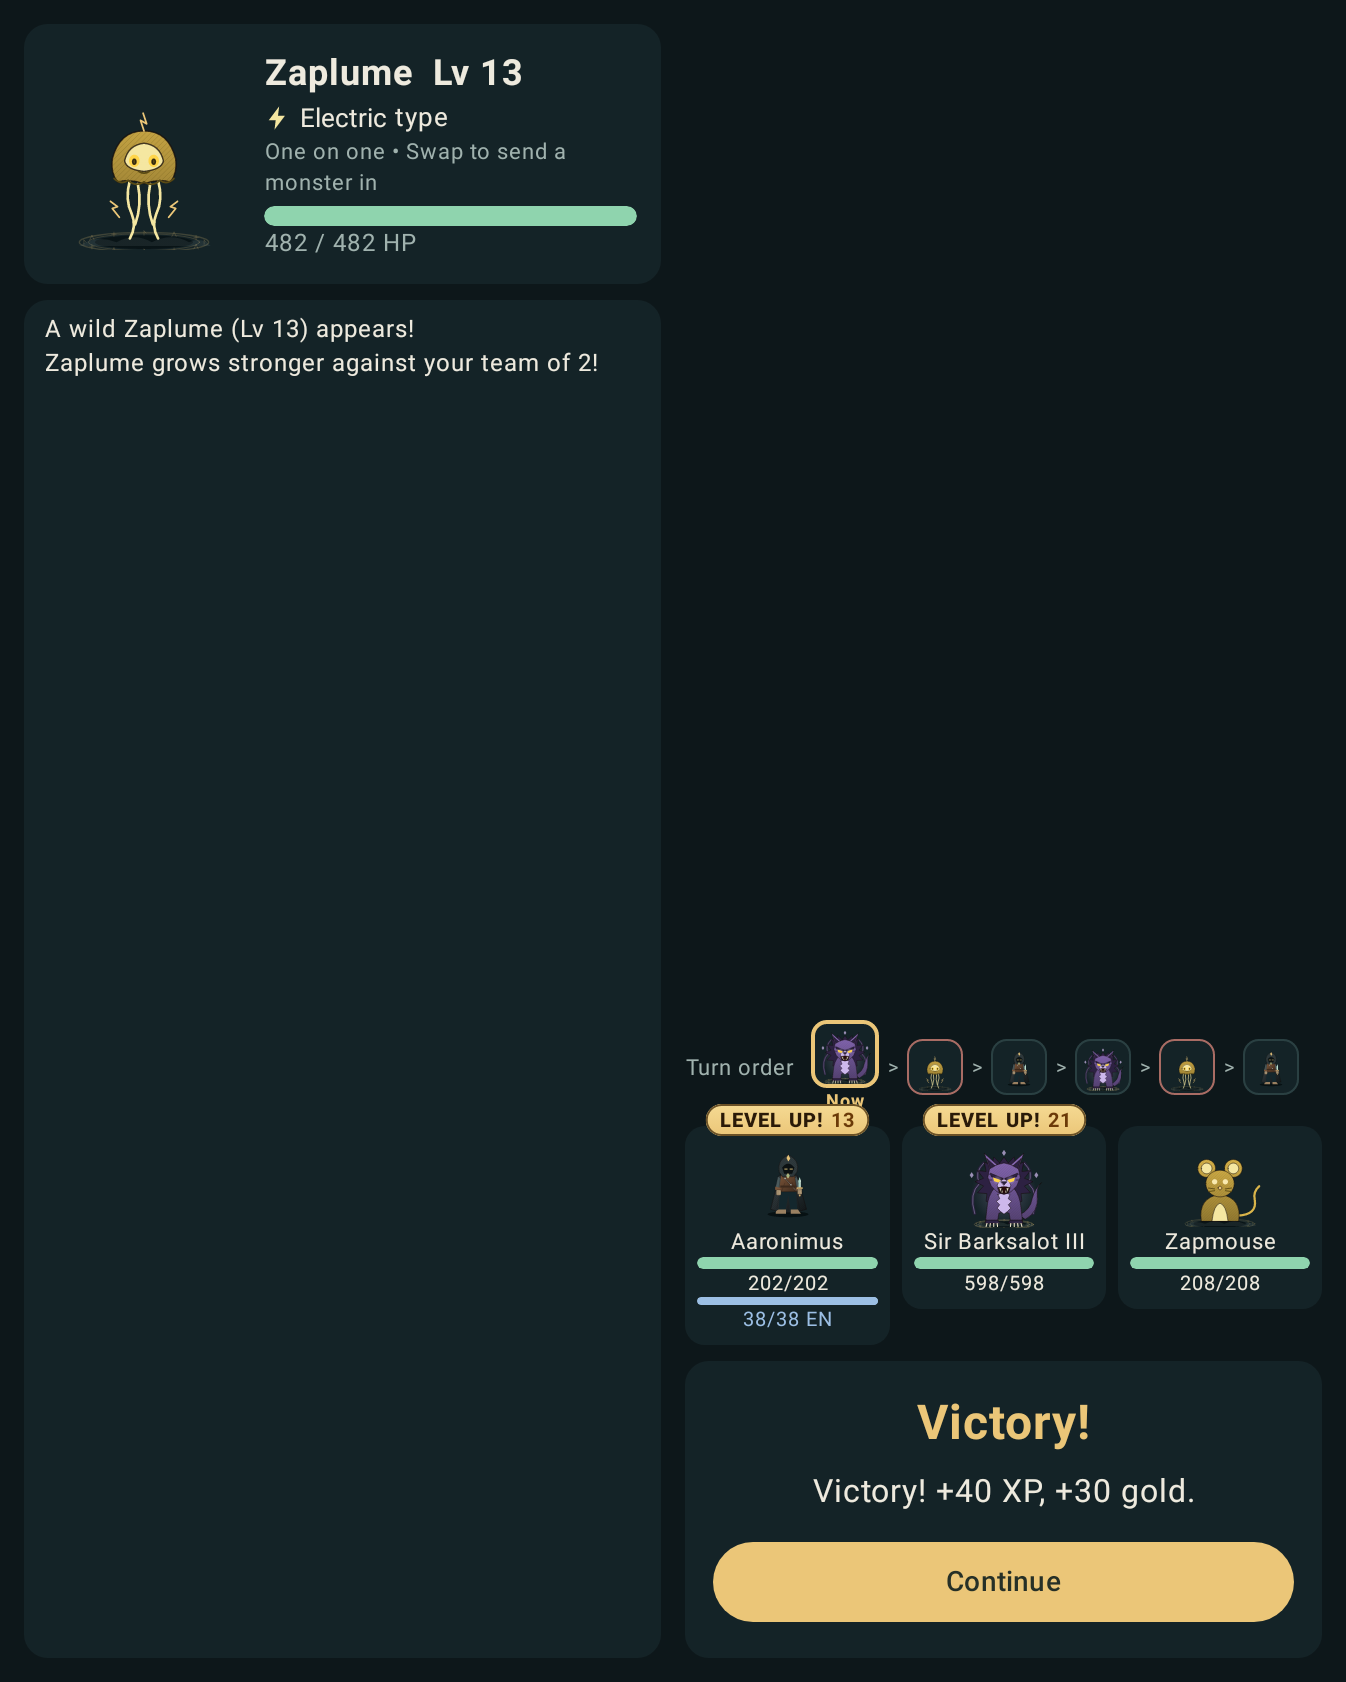 Zaplume Lv 13
Electric type
One on one • Swap to send a
monster in
482 / 482 HP
A wild Zaplume (Lv 13) appears!
Zaplume grows stronger against your team of 2!
Turn order > > > > >
Now
LEVEL UP! 13
LEVEL UP! 21
Aaronimus
202/202
38/38 EN
Sir Barksalot III
598/598
Zapmouse
208/208
Victory!
Victory! +40 XP, +30 gold.
Continue